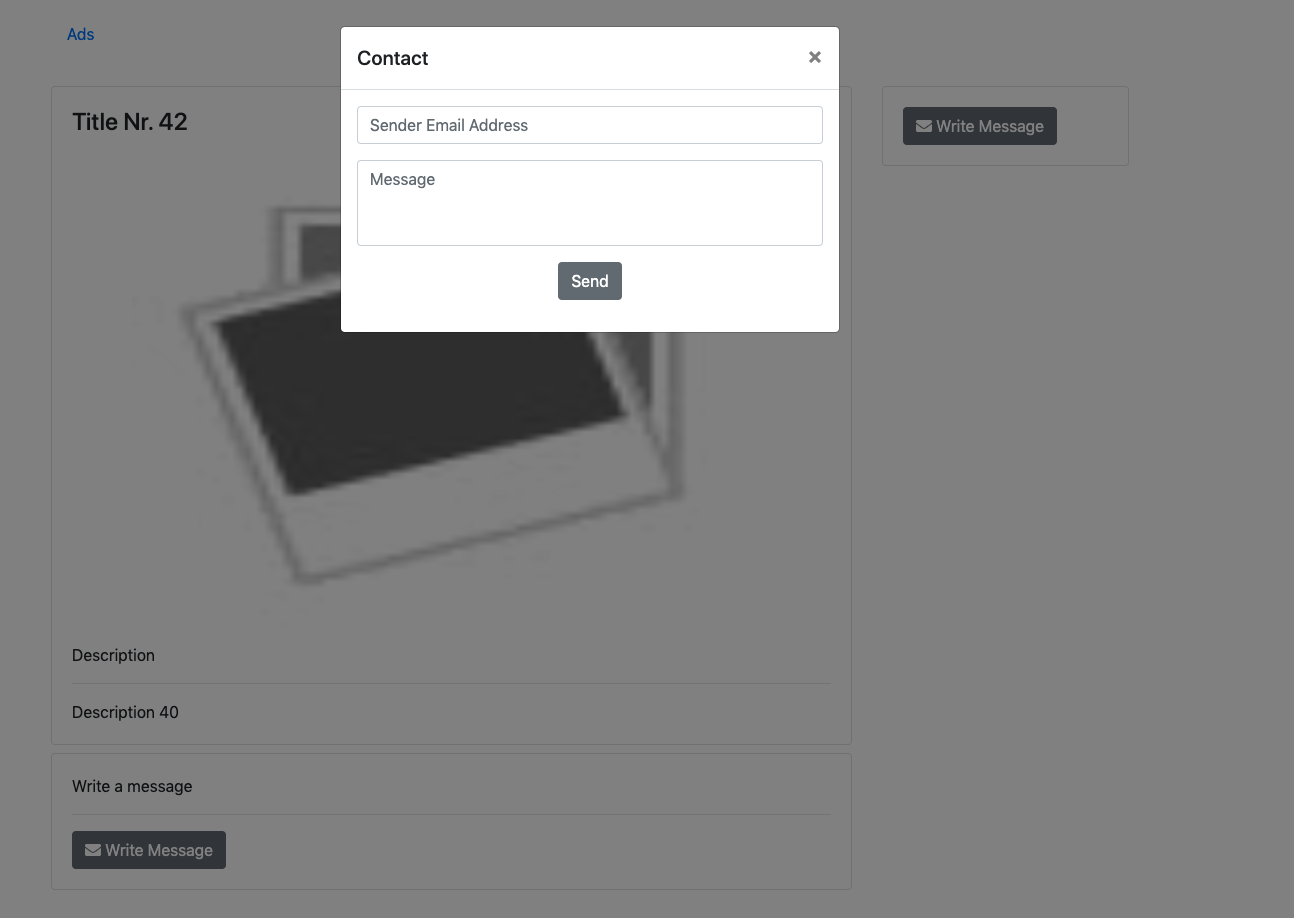 Ads
Contact
×
Sender Email Address
Message
Send
Title Nr. 42
Write Message
Description
Description 40
Write a message
Write Message